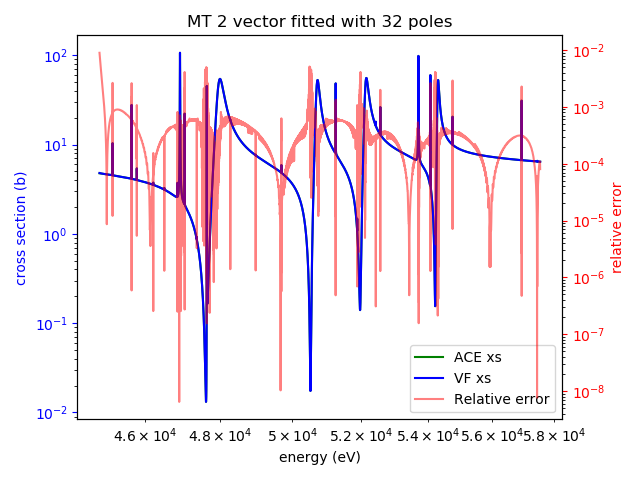 MT 2 vector fitted with 32 poles
10² 10¹ 10⁰ 10⁻¹ 10⁻²
cross section (b)
10⁻² 10⁻³ 10⁻⁴ 10⁻⁵ 10⁻⁶ 10⁻⁷ 10⁻⁸
relative error
ACE xs
VF xs
Relative error
4.6 × 10⁴ 4.8 × 10⁴ 5 × 10⁴ 5.2 × 10⁴ 5.4 × 10⁴ 5.6 × 10⁴ 5.8 × 10⁴
energy (eV)